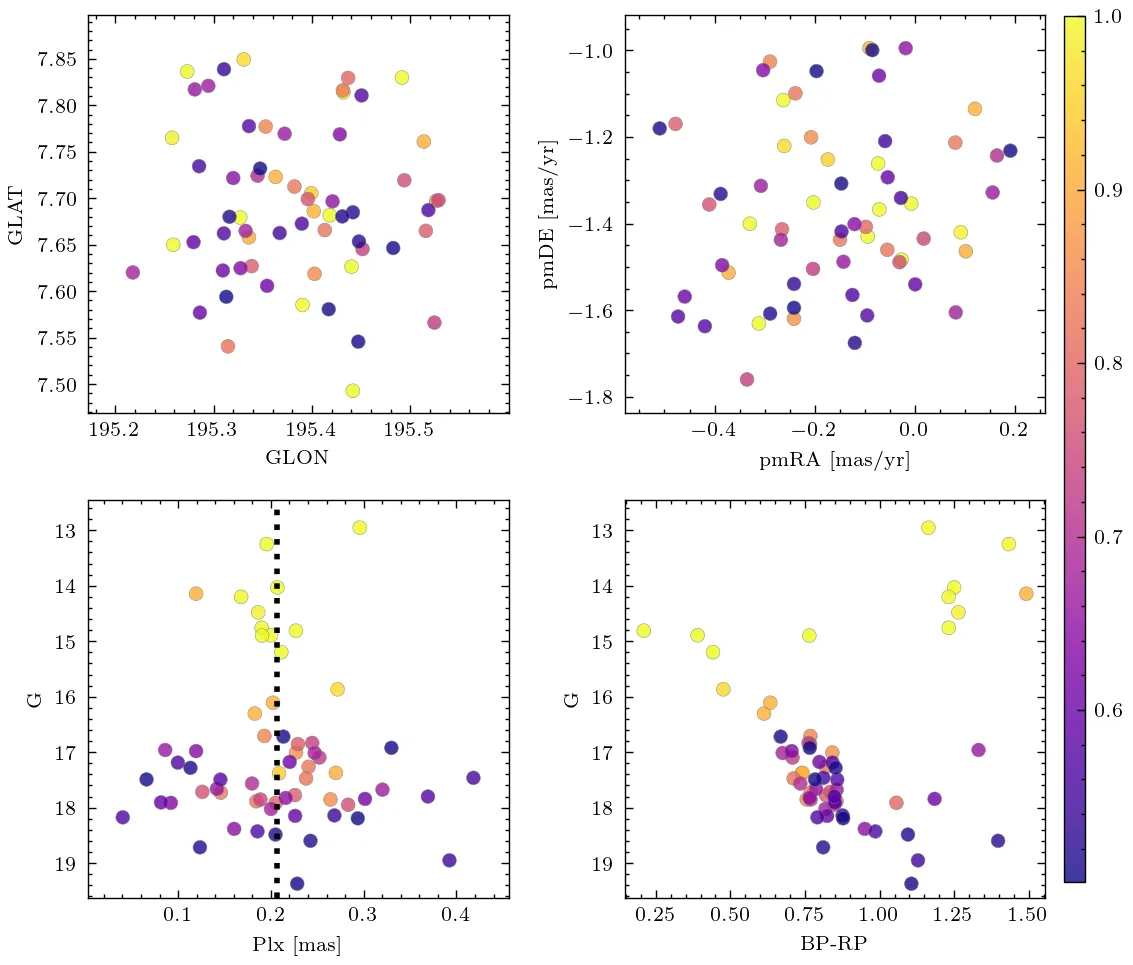 7.85
7.80
7.75
7.70
7.65
7.60
7.55
7.50
GLAT
195.2 195.3 195.4 195.5
GLON
−1.0
−1.2
−1.4
−1.6
−1.8
pmDE [mas/yr]
−0.4 −0.2 0.0 0.2
pmRA [mas/yr]
1.0
0.9
0.8
0.7
0.6
13
14
15
16
17
18
19
G
0.1 0.2 0.3 0.4
Plx [mas]
13
14
15
16
17
18
19
G
0.25 0.50 0.75 1.00 1.25 1.50
BP-RP